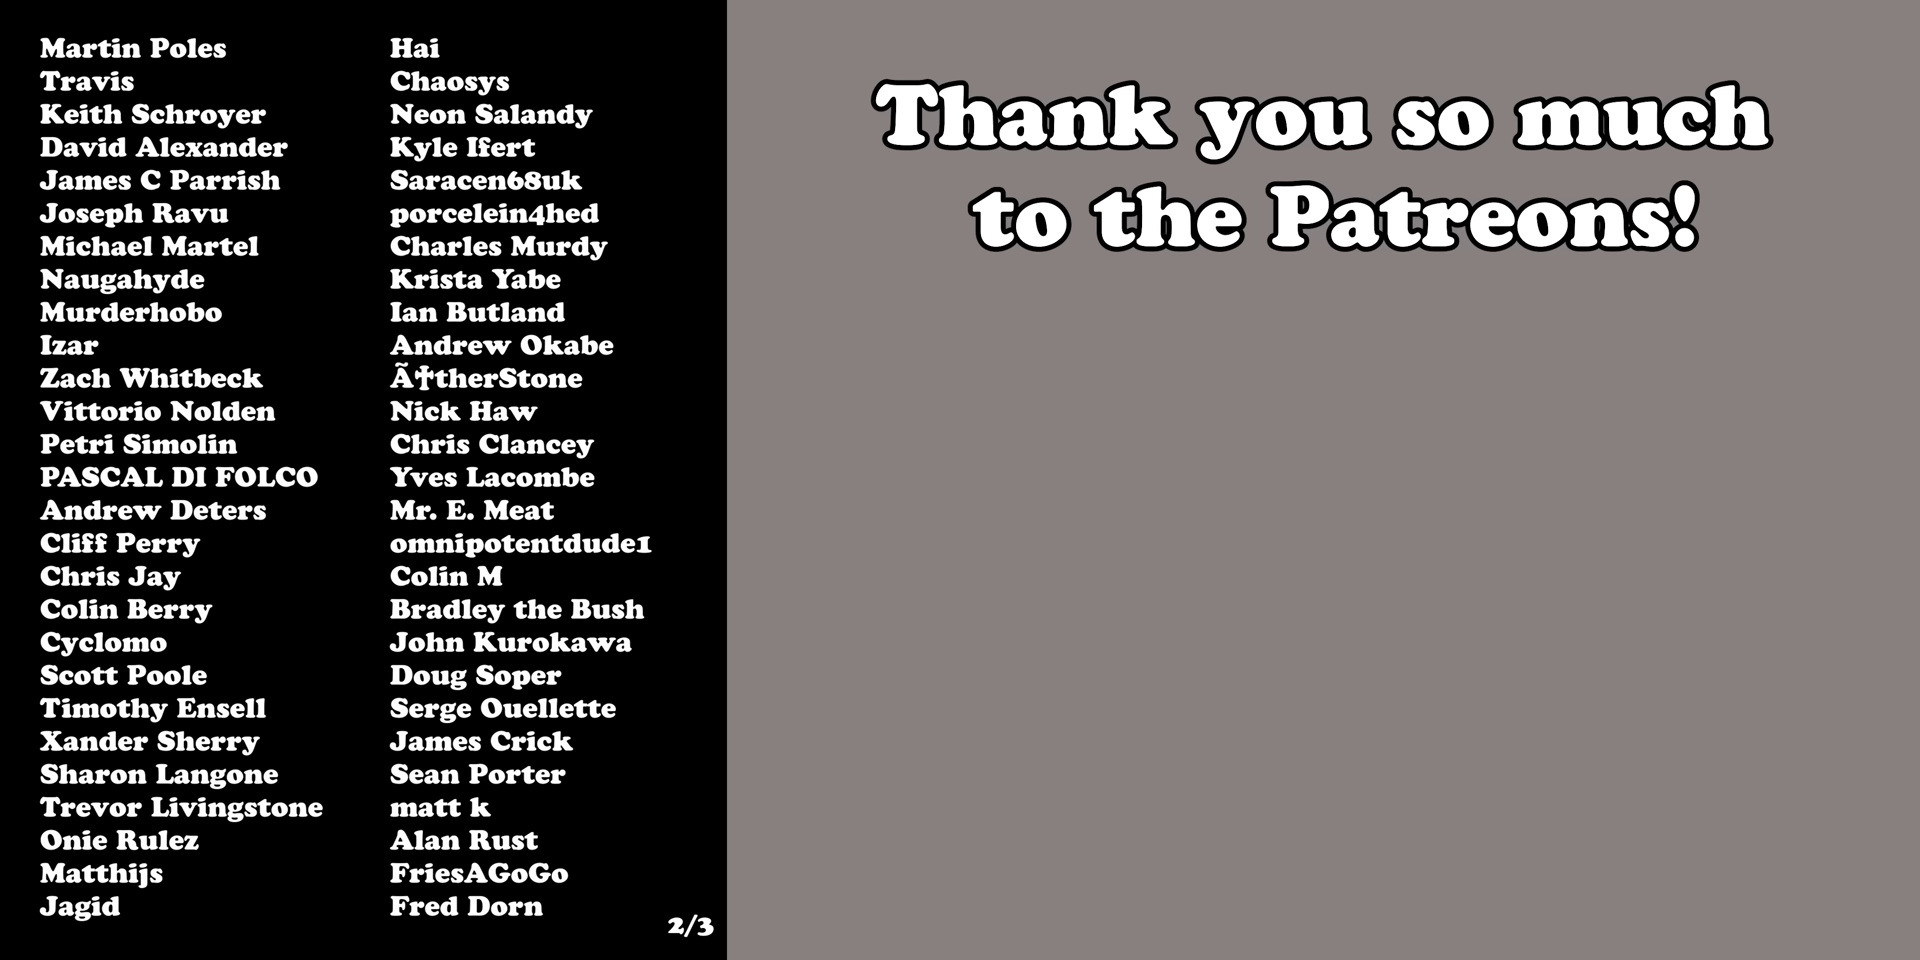 Martin Poles
Travis
Keith Schroyer
David Alexander
James C Parrish
Joseph Ravu
Michael Martel
Naugahyde
Murderhobo
Izar
Zach Whitbeck
Vittorio Nolden
Petri Simolin
PASCAL DI FOLCO
Andrew Deters
Cliff Perry
Chris Jay
Colin Berry
Cyclomo
Scott Poole
Timothy Ensell
Xander Sherry
Sharon Langone
Trevor Livingstone
Onie Rulez
Matthijs
Jagid
Hai
Chaosys
Neon Salandy
Kyle Ifert
Saracen68uk
porcelein4hed
Charles Murdy
Krista Yabe
Ian Butland
Andrew Okabe
Ã†therStone
Nick Haw
Chris Clancey
Yves Lacombe
Mr. E. Meat
omnipotentdude1
Colin M
Bradley the Bush
John Kurokawa
Doug Soper
Serge Ouellette
James Crick
Sean Porter
matt k
Alan Rust
FriesAGoGo
Fred Dorn
2/3
Thank you so much
to the Patreons!